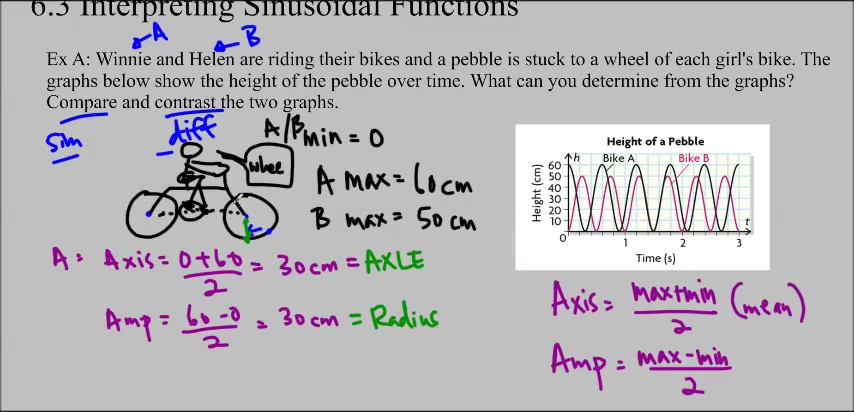 6.3 Interpreting Sinusoidal Functions
A B
Ex A: Winnie and Helen are riding their bikes and a pebble is stuck to a wheel of each girl's bike. The
graphs below show the height of the pebble over time. What can you determine from the graphs?
Compare and contrast the two graphs.
Sim diff
A/B min = 0
whee
A max = 60 cm
B max = 50 cm
Height of a Pebble
h Bike A Bike B
Height (cm)
60
50
40
30
20
10
0 1 2 3 t
Time (s)
A: Axis = 0+60/2 = 30 cm = AXLE
Amp = 60-0/2 = 30 cm = Radius
Axis = max+min/2 (mean)
Amp = max-min/2